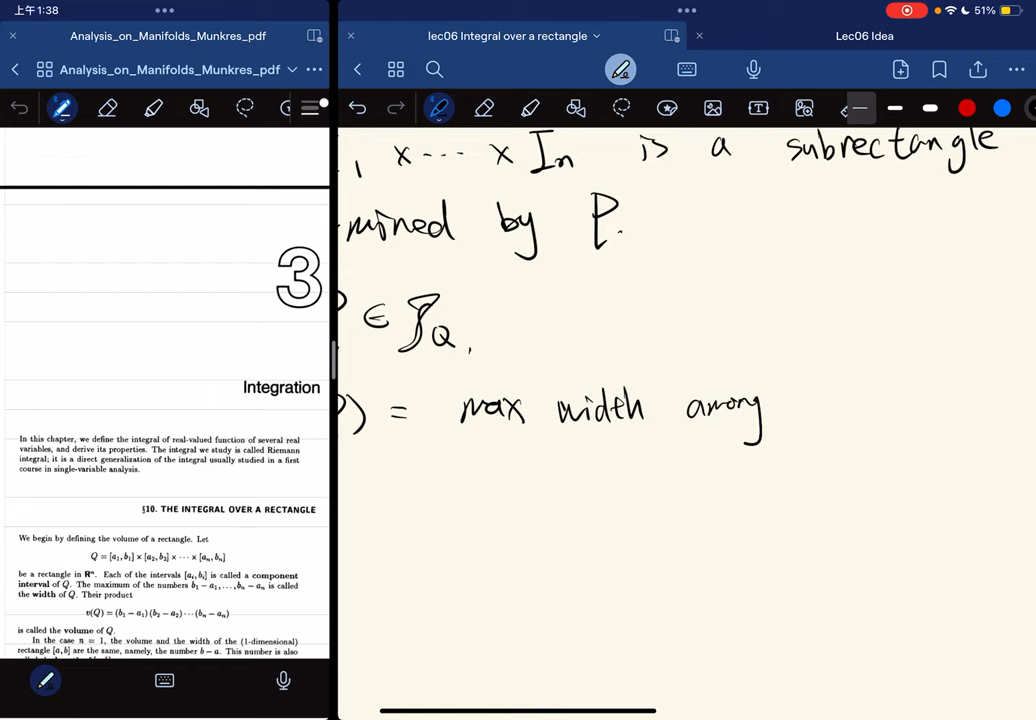 上午1:38
51%
Analysis_on_Manifolds_Munkres_pdf
lec06 Integral over a rectangle
Lec06 Idea
Analysis_on_Manifolds_Munkres_pdf
3
Integration
In this chapter, we define the integral of real-valued function of several real
variables, and derive its properties. The integral we study is called Riemann
integral; it is a direct generalization of the integral usually studied in a first
course in single-variable analysis.
§10. THE INTEGRAL OVER A RECTANGLE
We begin by defining the volume of a rectangle. Let
Q = [a₁, b₁] × [a₂, b₂] × ··· × [aₙ, bₙ]
be a rectangle in Rⁿ. Each of the intervals [aᵢ, bᵢ] is called a component
interval of Q. The maximum of the numbers b₁ − a₁, ..., bₙ − aₙ is called
the width of Q. Their product
v(Q) = (b₁ − a₁)(b₂ − a₂) ··· (bₙ − aₙ)
is called the volume of Q.
In the case n = 1, the volume and the width of the (1-dimensional)
rectangle [a, b] are the same, namely, the number b − a. This number is also
₁ × ··· × Iₙ is a subrectangle
mined by P.
∈ 𝒫_Q.
) = max width among